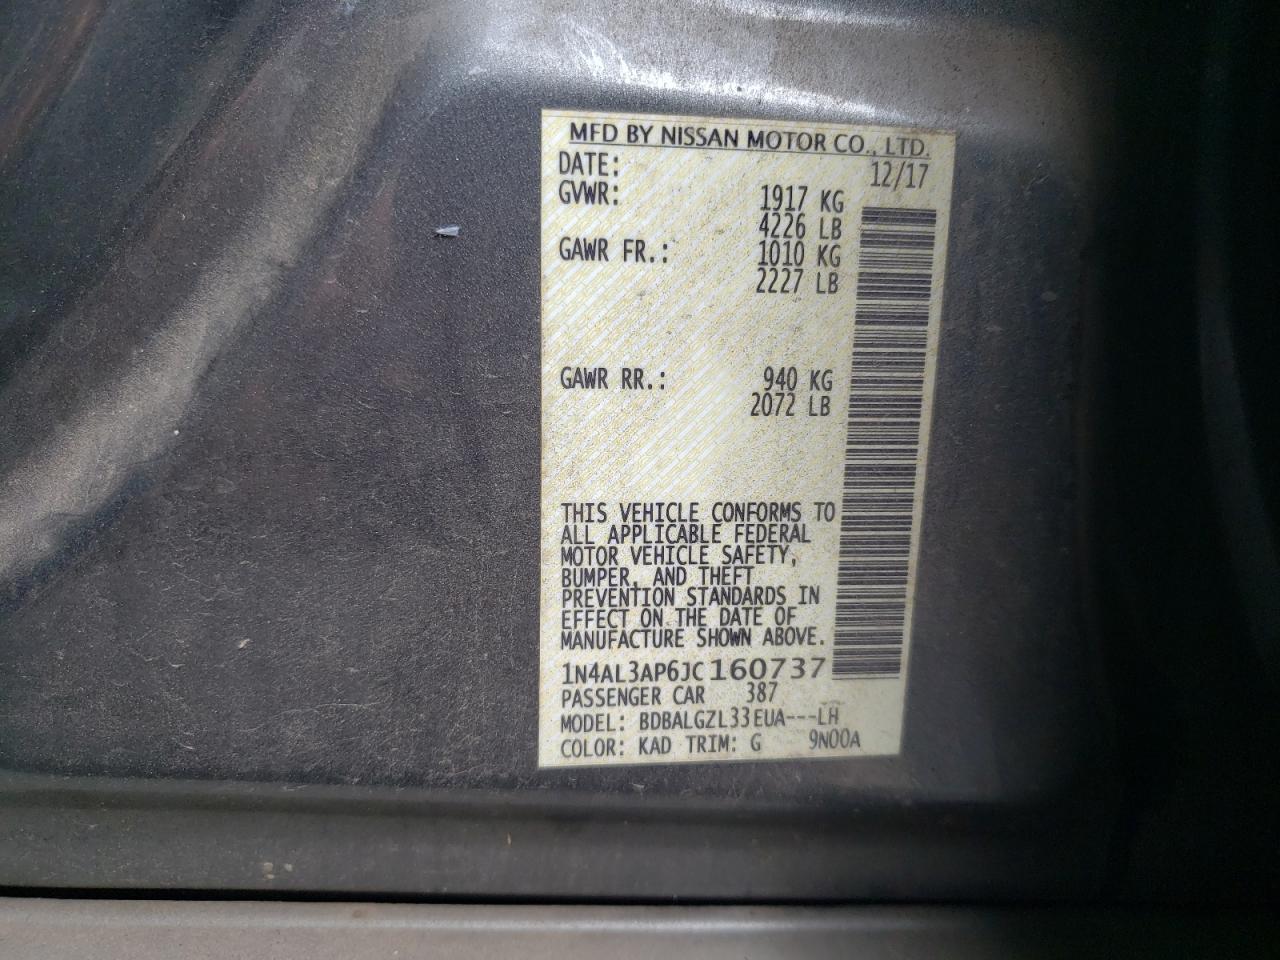 MFD BY NISSAN MOTOR CO., LTD.
DATE: 12/17
GVWR: 1917 KG
4226 LB
GAWR FR.: 1010 KG
2227 LB
GAWR RR.: 940 KG
2072 LB
THIS VEHICLE CONFORMS TO
ALL APPLICABLE FEDERAL
MOTOR VEHICLE SAFETY,
BUMPER, AND THEFT
PREVENTION STANDARDS IN
EFFECT ON THE DATE OF
MANUFACTURE SHOWN ABOVE.
1N4AL3AP6JC160737
PASSENGER CAR 387
MODEL: BDBALGZL33EUA---LH
COLOR: KAD TRIM: G 9N00A